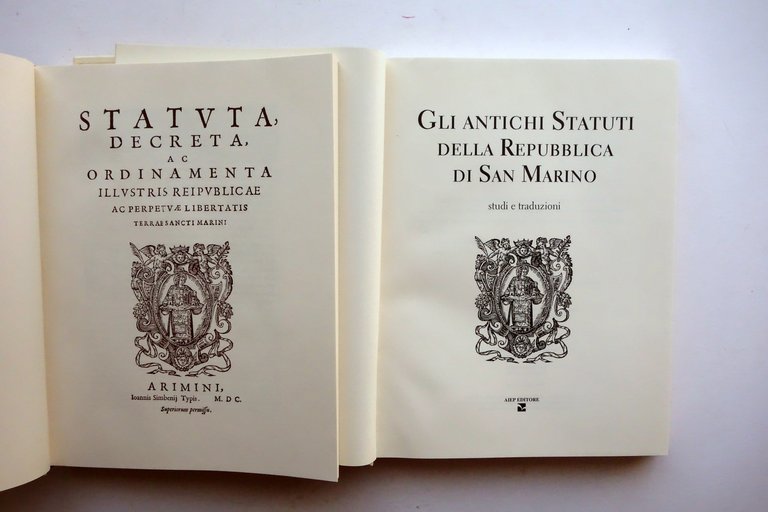 STATVTA,
DECRETA,
AC
ORDINAMENTA
ILLVSTRIS REIPVBLICAE
AC PERPETVÆ LIBERTATIS
TERRAE SANCTI MARINI
ARIMINI,
Ioannis Simbenij Typis. M. DC.
Superiorum permissu.
GLI ANTICHI STATUTI
DELLA REPUBBLICA
DI SAN MARINO
studi e traduzioni
AIEP EDITORE